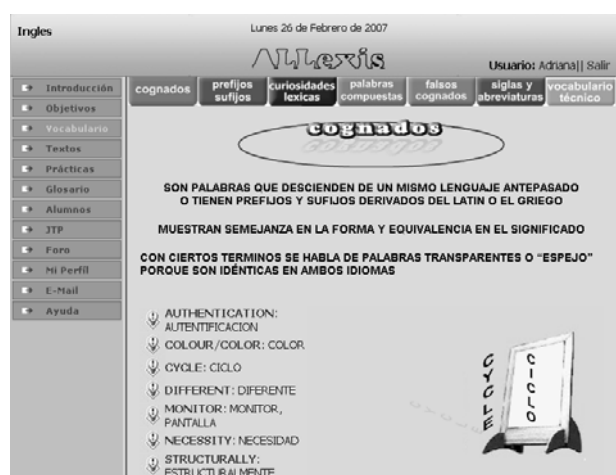 Ingles
Lunes 26 de Febrero de 2007
ALLexis
Usuario: Adriana|| Salir
Introducción
Objetivos
Vocabulario
Textos
Prácticas
Glosario
Alumnos
JTP
Foro
Mi Perfil
E-Mail
Ayuda
cognados
prefijos
sufijos
curiosidades
lexicas
palabras
compuestas
falsos
cognados
siglas y
abreviaturas
vocabulario
técnico
cognados
SON PALABRAS QUE DESCIENDEN DE UN MISMO LENGUAJE ANTEPASADO
O TIENEN PREFIJOS Y SUFIJOS DERIVADOS DEL LATIN O EL GRIEGO
MUESTRAN SEMEJANZA EN LA FORMA Y EQUIVALENCIA EN EL SIGNIFICADO
CON CIERTOS TERMINOS SE HABLA DE PALABRAS TRANSPARENTES O "ESPEJO"
PORQUE SON IDÉNTICAS EN AMBOS IDIOMAS
AUTHENTICATION:
AUTENTIFICACION
COLOUR/COLOR: COLOR
CYCLE: CICLO
DIFFERENT: DIFERENTE
MONITOR: MONITOR,
PANTALLA
NECESSITY: NECESIDAD
STRUCTURALLY:
ESTRUCTURALMENTE
CYCLE
CICLO